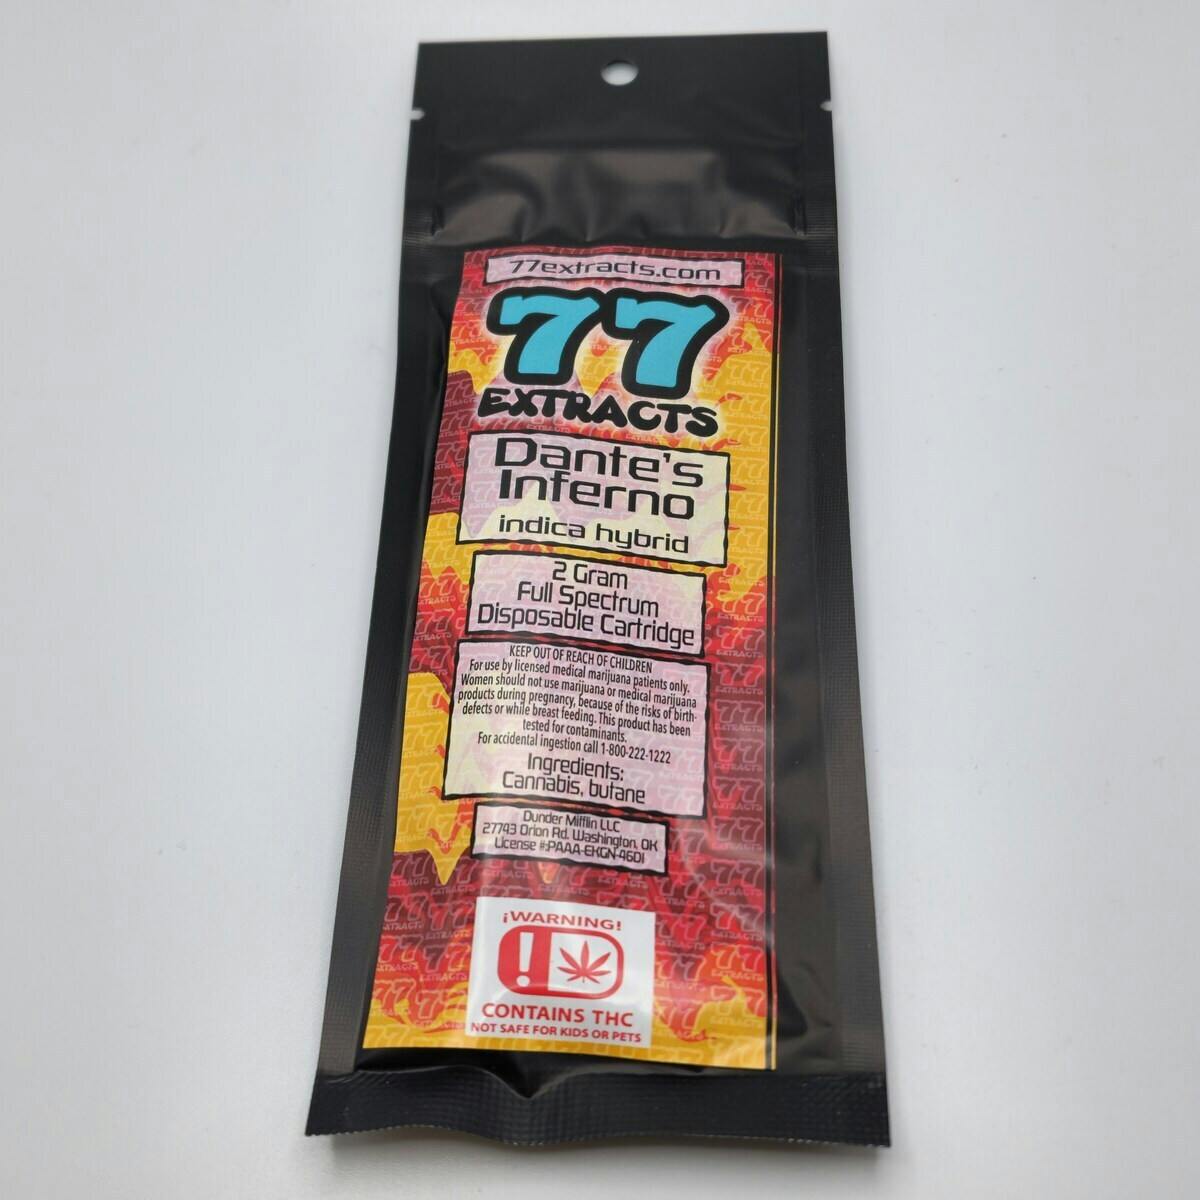 77extracts.com
77
EXTRACTS
Dante's
Inferno
indica hybrid
2 Gram
Full Spectrum
Disposable Cartridge
KEEP OUT OF REACH OF CHILDREN
For use by licensed medical marijuana patients only.
Women should not use marijuana or medical marijuana
products during pregnancy, because of the risks of birth-
defects or while breast feeding. This product has been
tested for contaminants.
For accidental ingestion call 1-800-222-1222
Ingredients:
Cannabis, butane
Dunder Mifflin LLC
27743 Orion Rd. Washington, OK
License #:PAAA-EKGN-46DI
¡WARNING!
!
CONTAINS THC
NOT SAFE FOR KIDS OR PETS